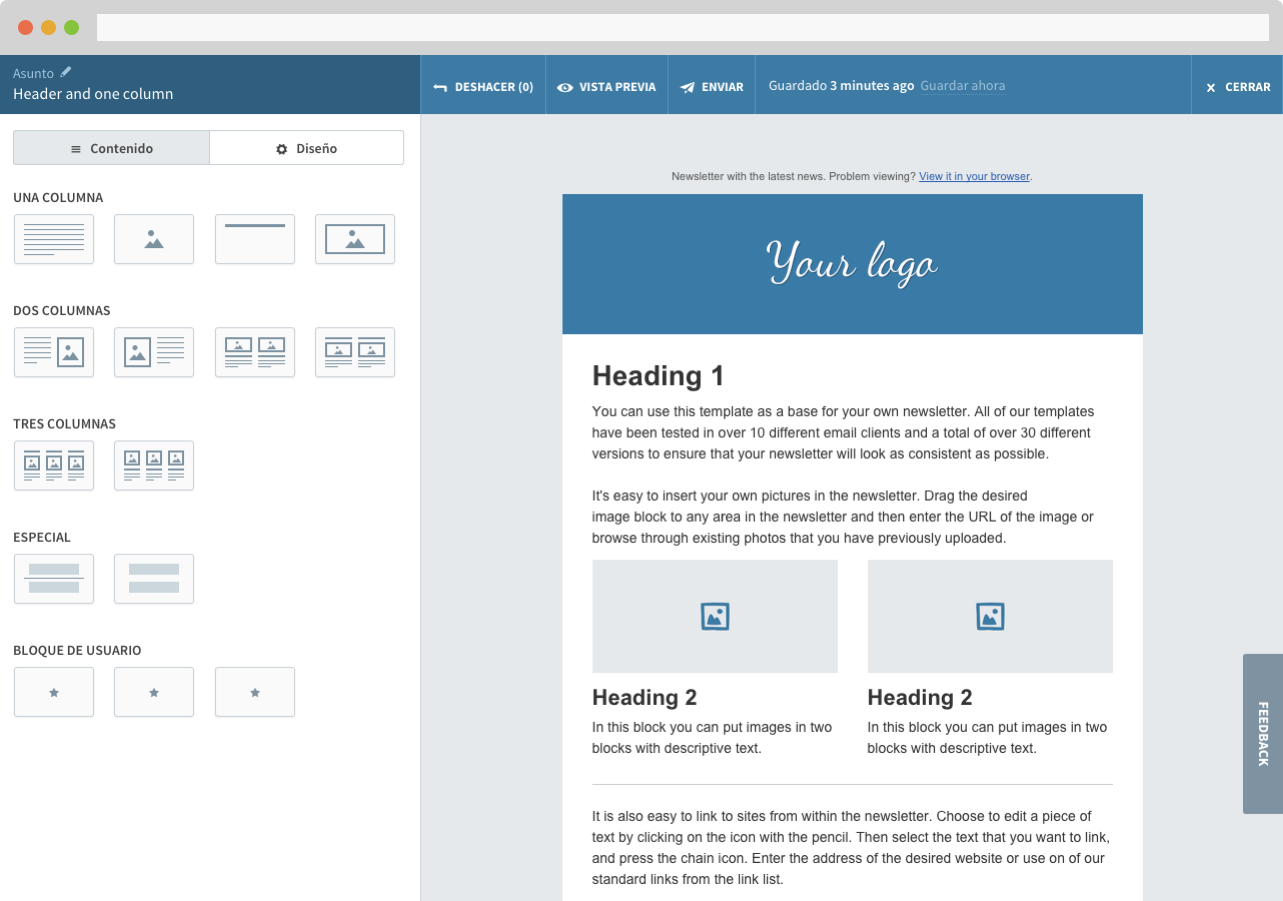 Asunto
Header and one column
DESHACER (0)
VISTA PREVIA
ENVIAR
Guardado 3 minutes ago Guardar ahora
x CERRAR
Contenido
Diseño
UNA COLUMNA
DOS COLUMNAS
TRES COLUMNAS
ESPECIAL
BLOQUE DE USUARIO
Newsletter with the latest news. Problem viewing? View it in your browser.
Your logo
Heading 1
You can use this template as a base for your own newsletter. All of our templates
have been tested in over 10 different email clients and a total of over 30 different
versions to ensure that your newsletter will look as consistent as possible.
It's easy to insert your own pictures in the newsletter. Drag the desired
image block to any area in the newsletter and then enter the URL of the image or
browse through existing photos that you have previously uploaded.
Heading 2
In this block you can put images in two
blocks with descriptive text.
Heading 2
In this block you can put images in two
blocks with descriptive text.
It is also easy to link to sites from within the newsletter. Choose to edit a piece of
text by clicking on the icon with the pencil. Then select the text that you want to link,
and press the chain icon. Enter the address of the desired website or use on of our
standard links from the link list.
FEEDBACK